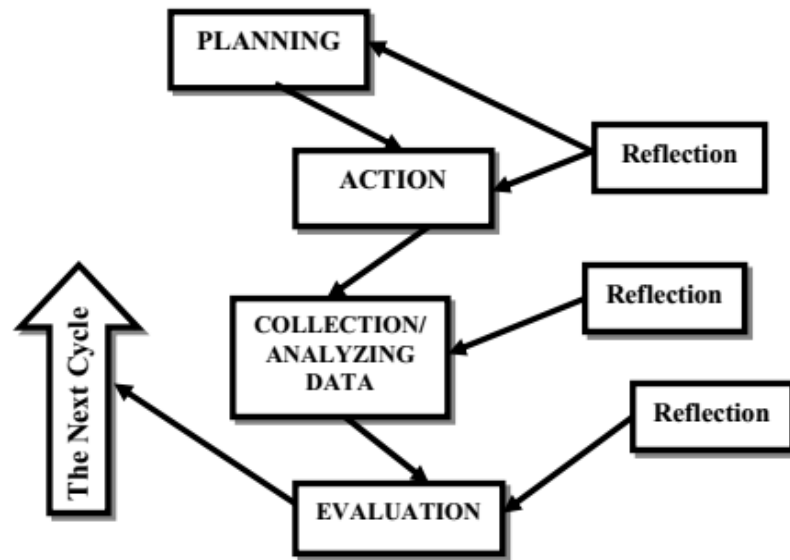 PLANNING
Reflection
ACTION
Reflection
COLLECTION/
ANALYZING
DATA
The Next Cycle
Reflection
EVALUATION